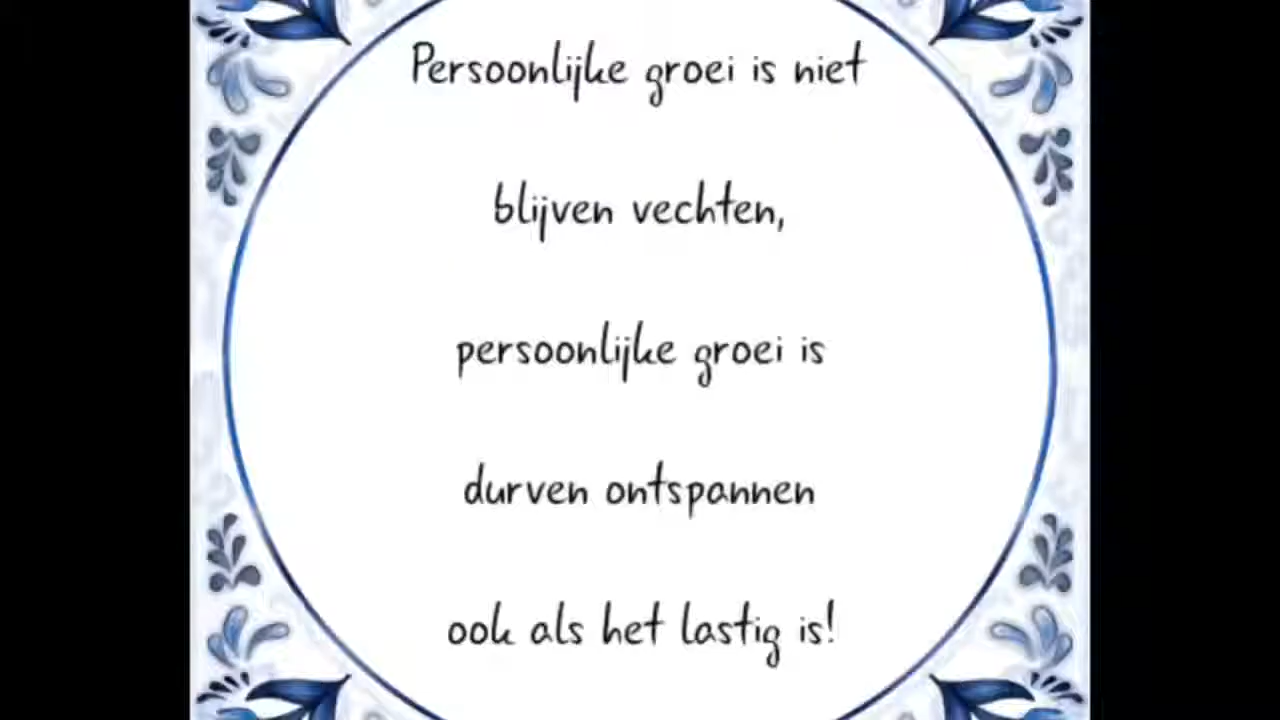 Persoonlijke groei is niet
blijven vechten,
persoonlijke groei is
durven ontspannen
ook als het lastig is!